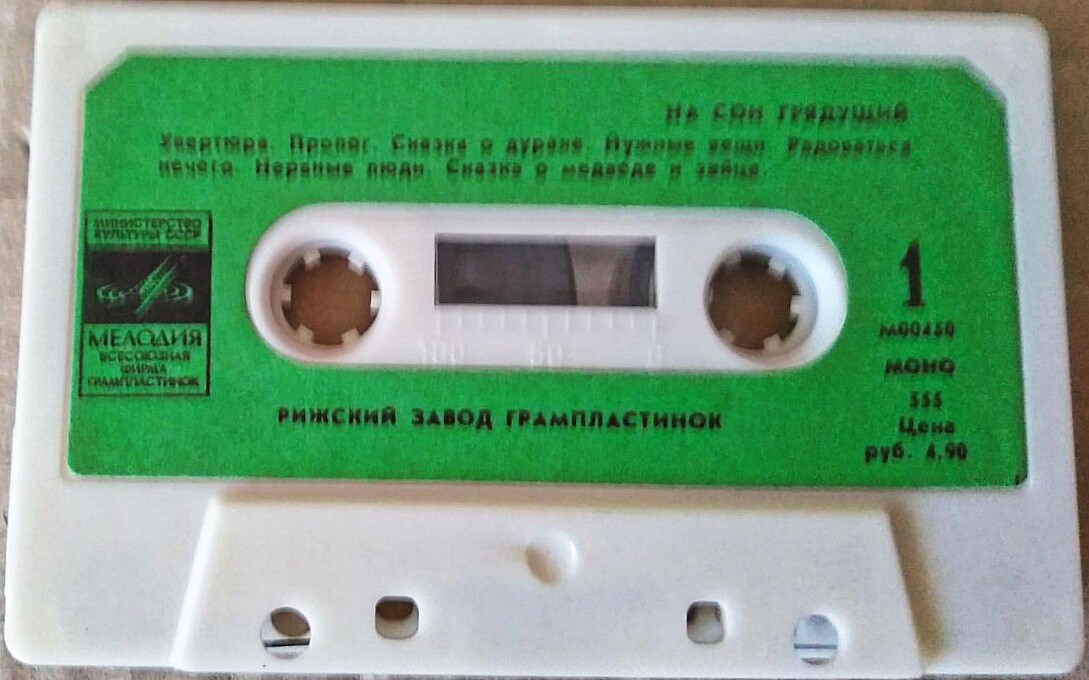 НА СОН ГРЯДУЩИЙ
Увертюра. Пролог. Сказка о дураке. Нужные вещи. Радоваться
нечего. Нервные люди. Сказка о медведе и зайце.
МИНИСТЕРСТВО
КУЛЬТУРЫ СССР
МЕЛОДИЯ
ВСЕСОЮЗНАЯ
ФИРМА
ГРАМПЛАСТИНОК
1
М00450
МОНО
555
Цена
руб. 4.90
100 50 0
РИЖСКИЙ ЗАВОД ГРАМПЛАСТИНОК